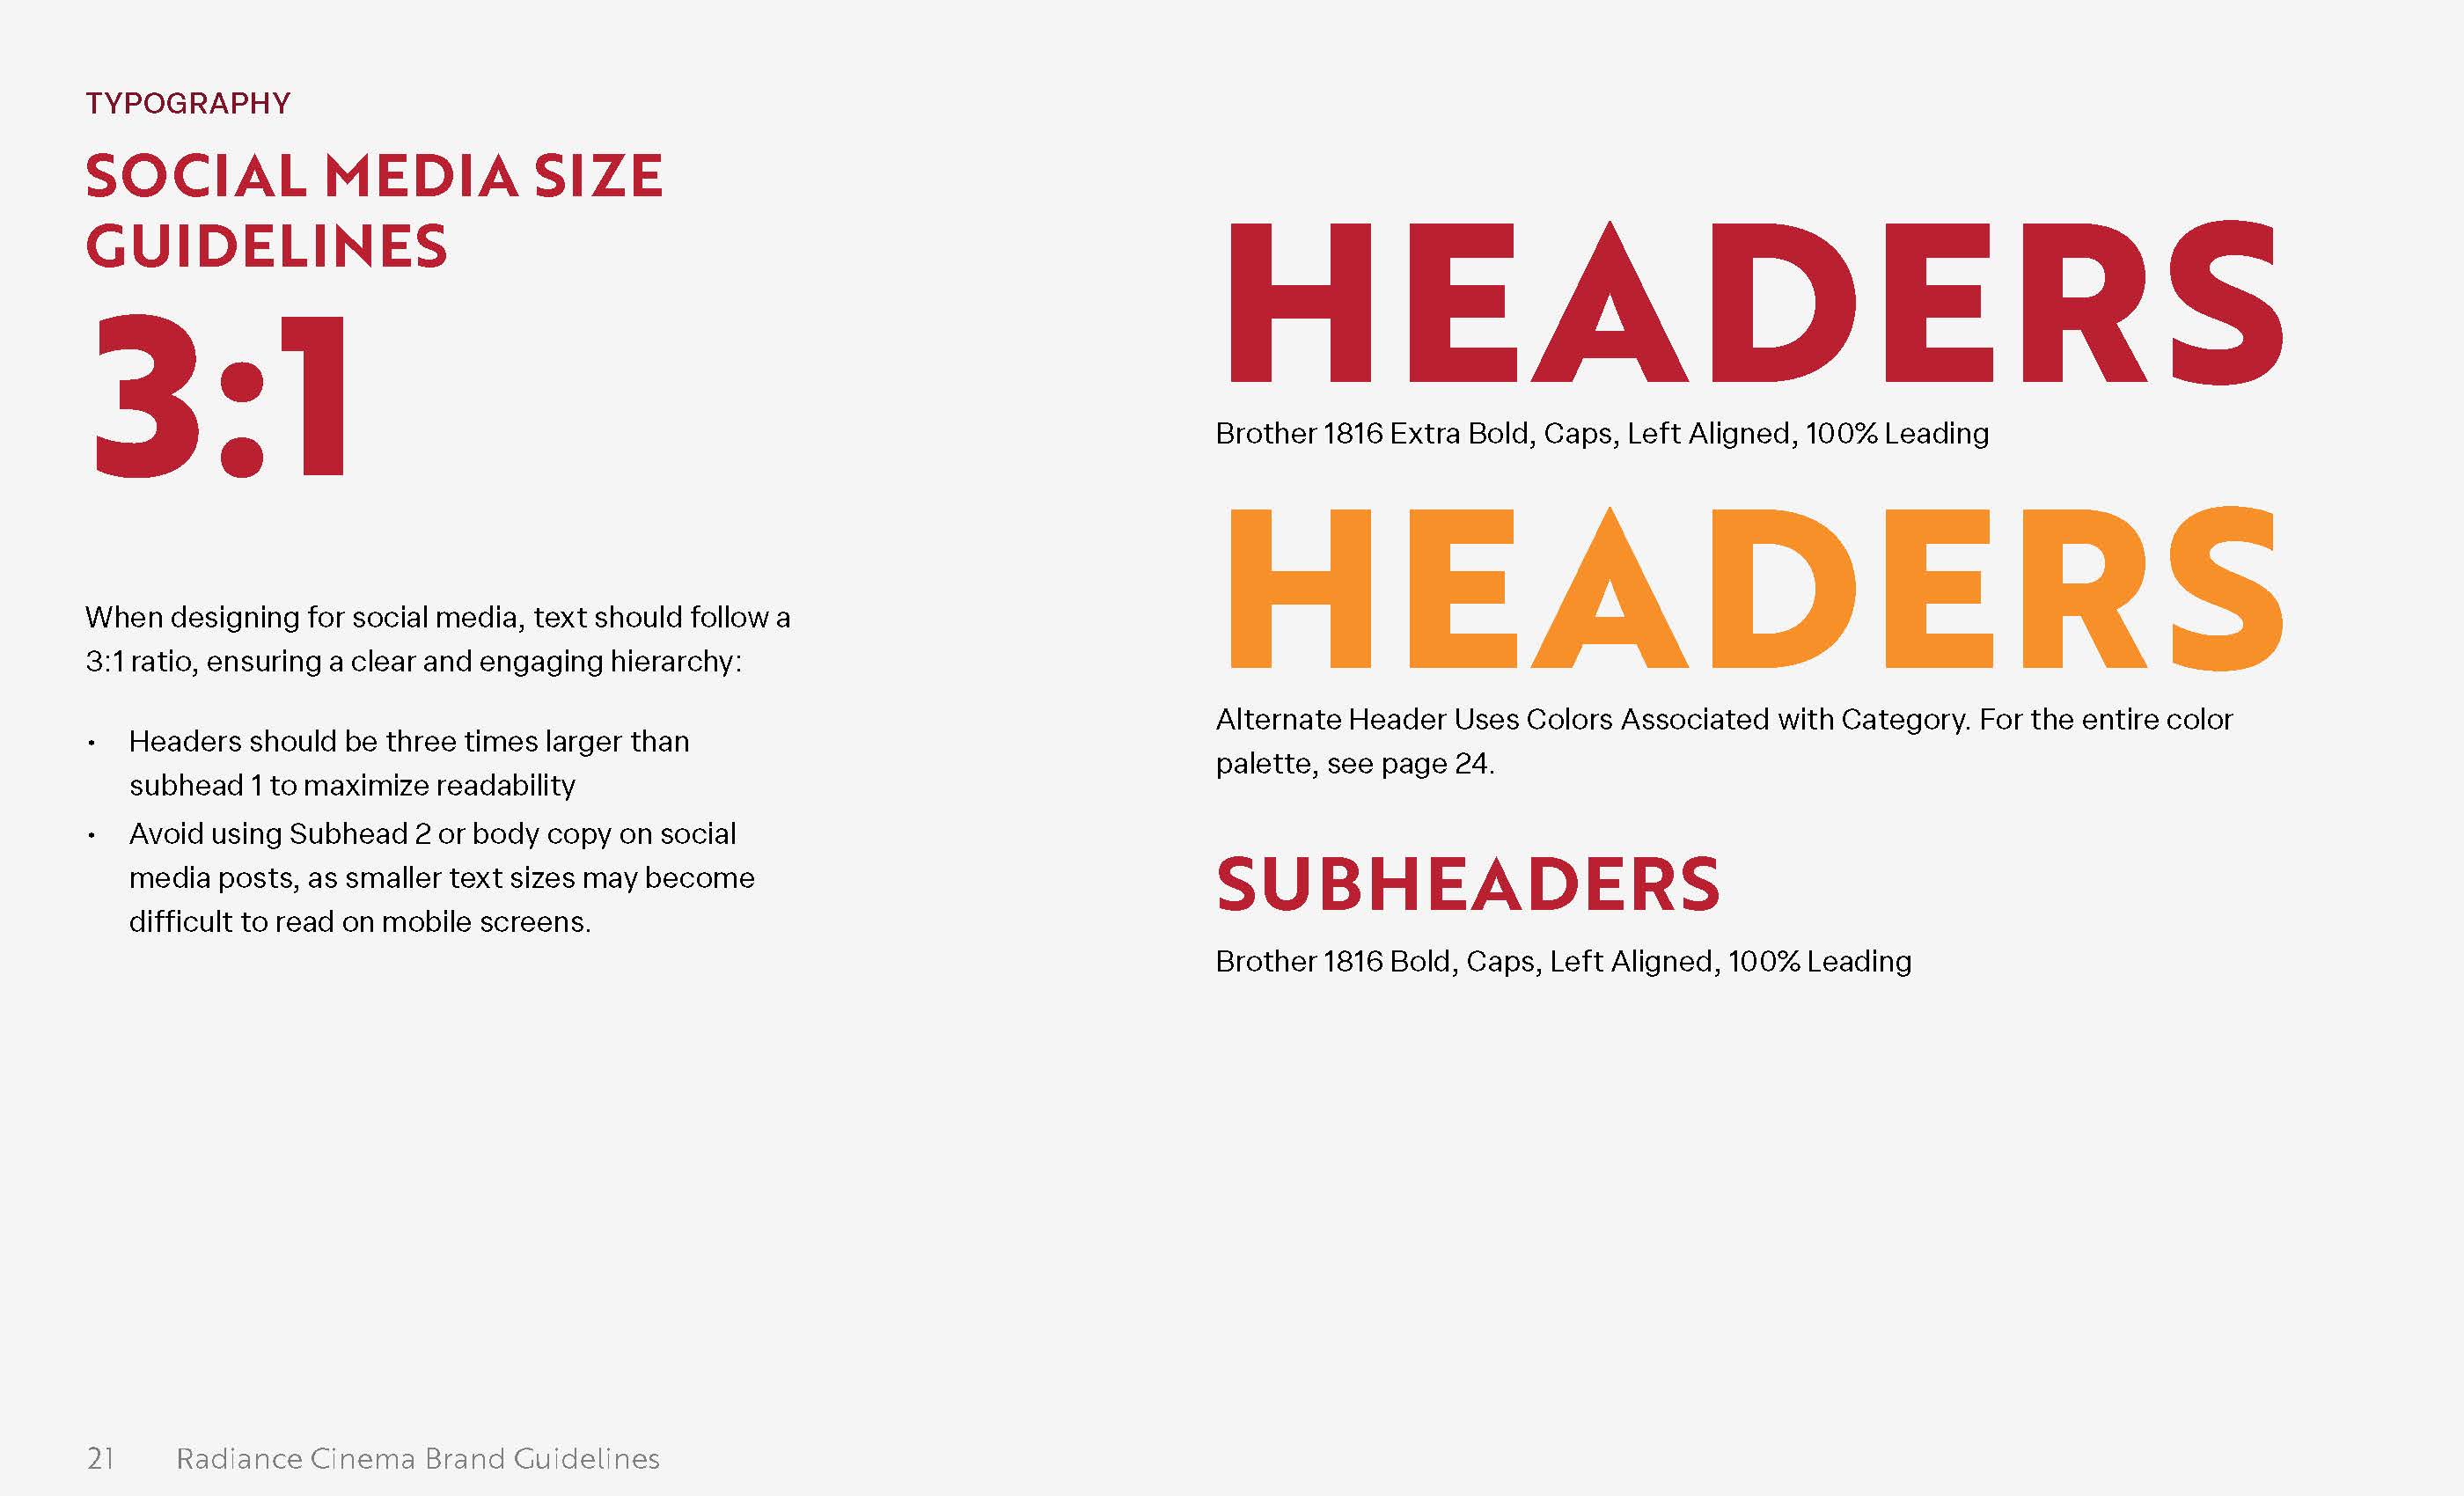 TYPOGRAPHY
SOCIAL MEDIA SIZE
GUIDELINES
3:1
When designing for social media, text should follow a
3:1 ratio, ensuring a clear and engaging hierarchy:
• Headers should be three times larger than
subhead 1 to maximize readability
• Avoid using Subhead 2 or body copy on social
media posts, as smaller text sizes may become
difficult to read on mobile screens.
HEADERS
Brother 1816 Extra Bold, Caps, Left Aligned, 100% Leading
HEADERS
Alternate Header Uses Colors Associated with Category. For the entire color
palette, see page 24.
SUBHEADERS
Brother 1816 Bold, Caps, Left Aligned, 100% Leading
21 Radiance Cinema Brand Guidelines